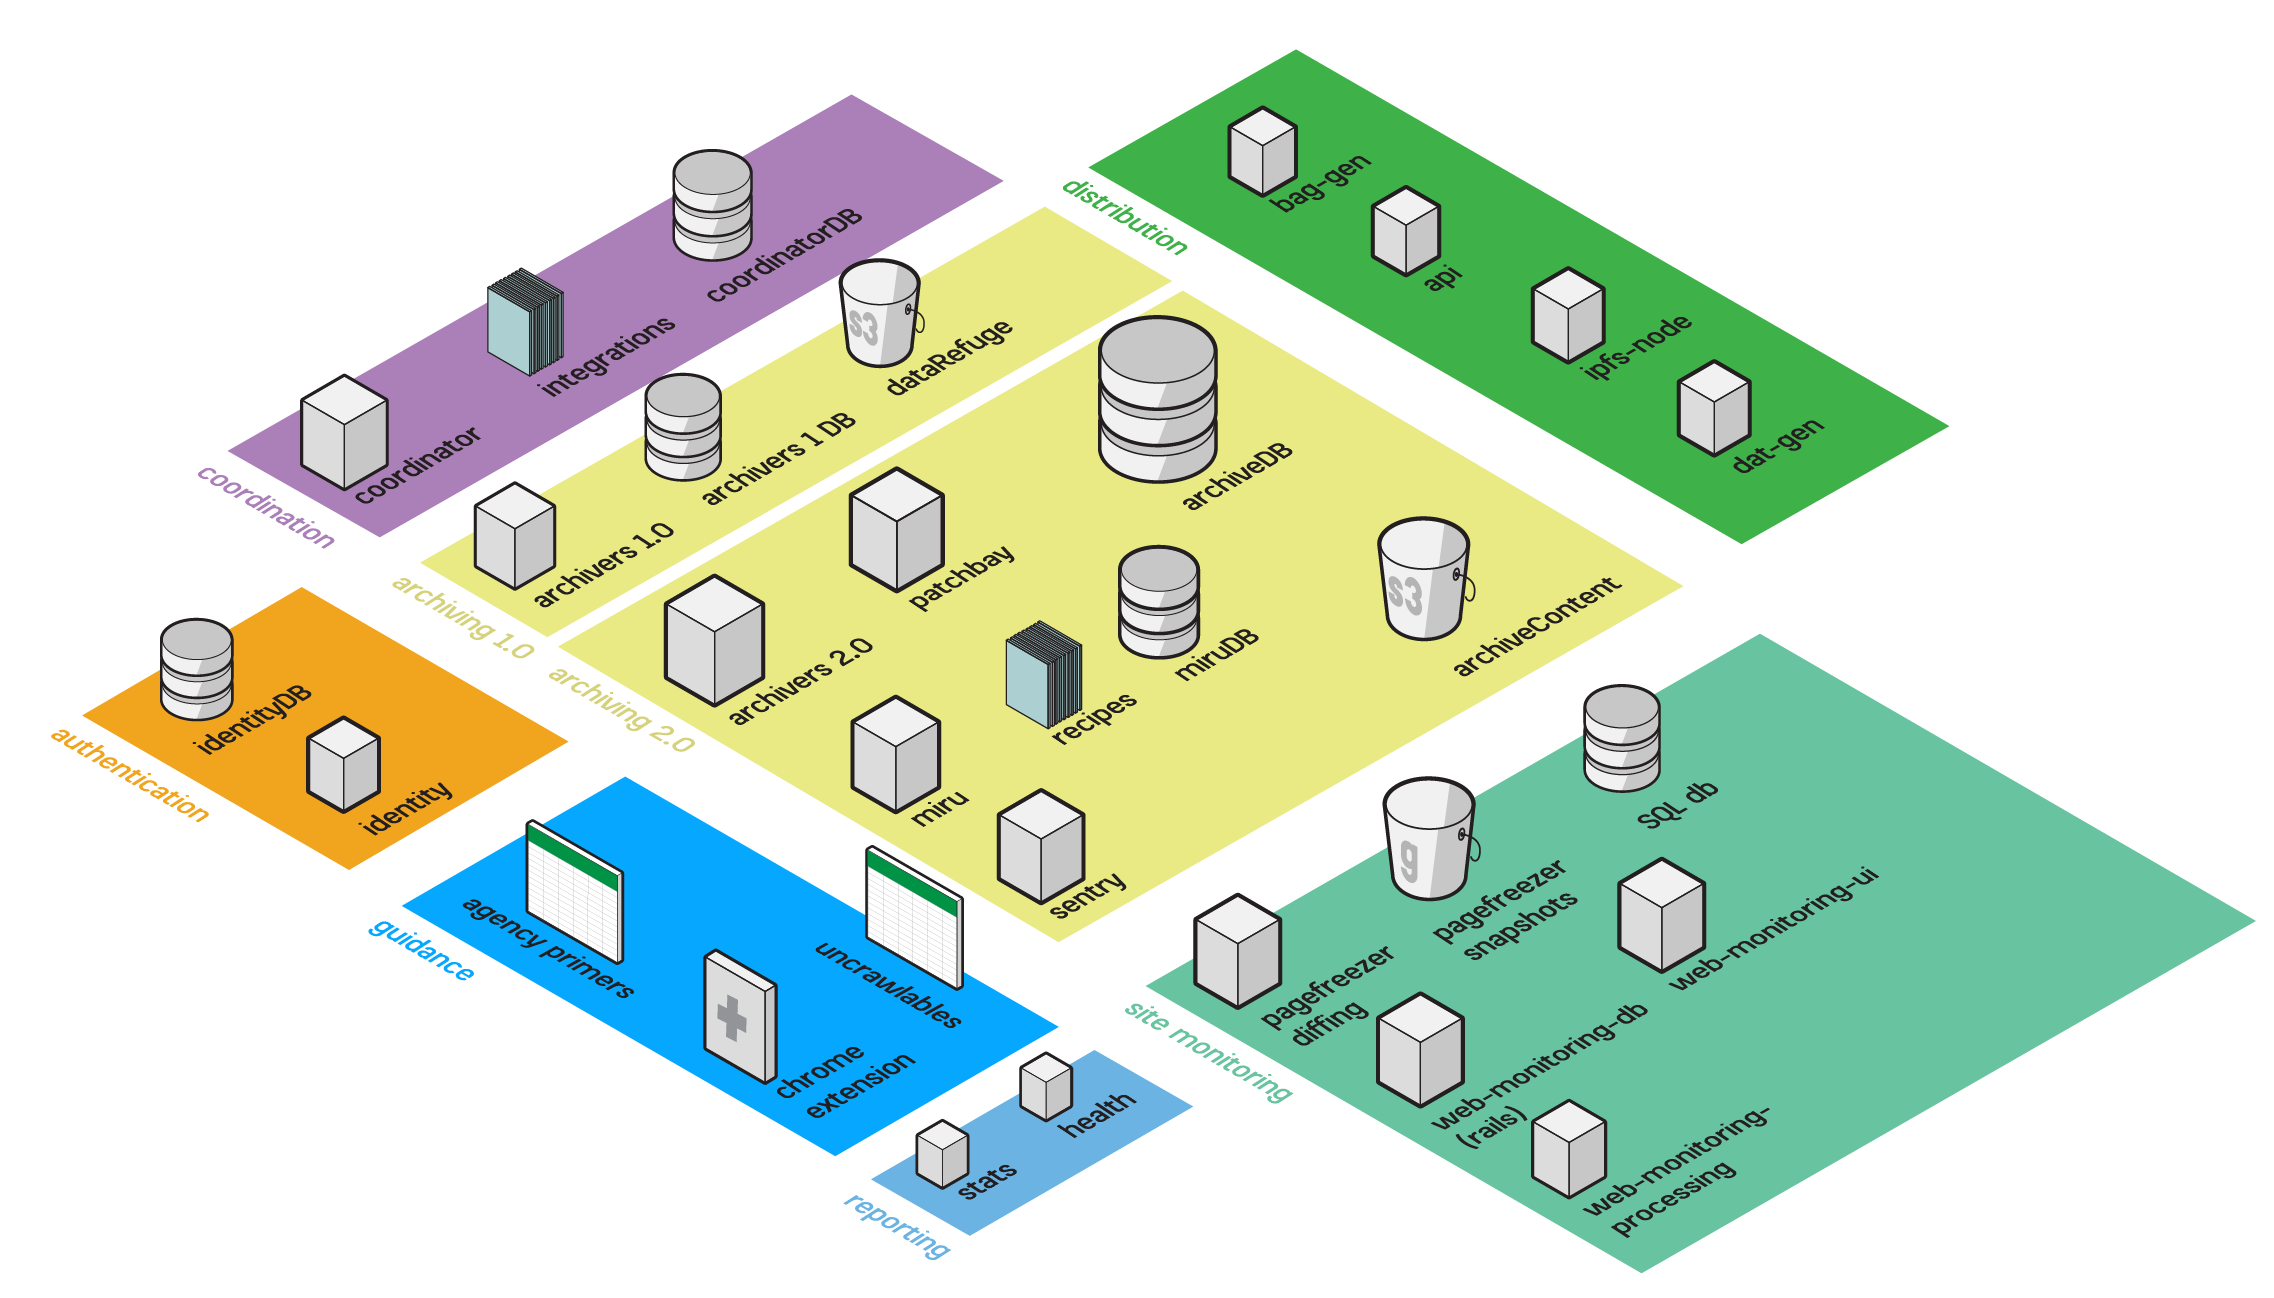 coordinatorDB
integrations
coordinator
coordination
bag-gen
api
ipfs-node
dat-gen
distribution
s3
dataRefuge
archivers 1 DB
archivers 1.0
archiving 1.0
archiveDB
patchbay
archivers 2.0
s3
archiveContent
miruDB
recipes
miru
sentry
archiving 2.0
identityDB
identity
authentication
agency primers
uncrawlables
chrome
extension
guidance
health
stats
reporting
SQL db
g
pagefreezer
snapshots
pagefreezer
diffing
web-monitoring-ui
web-monitoring-db
(rails)
web-monitoring-
processing
site monitoring